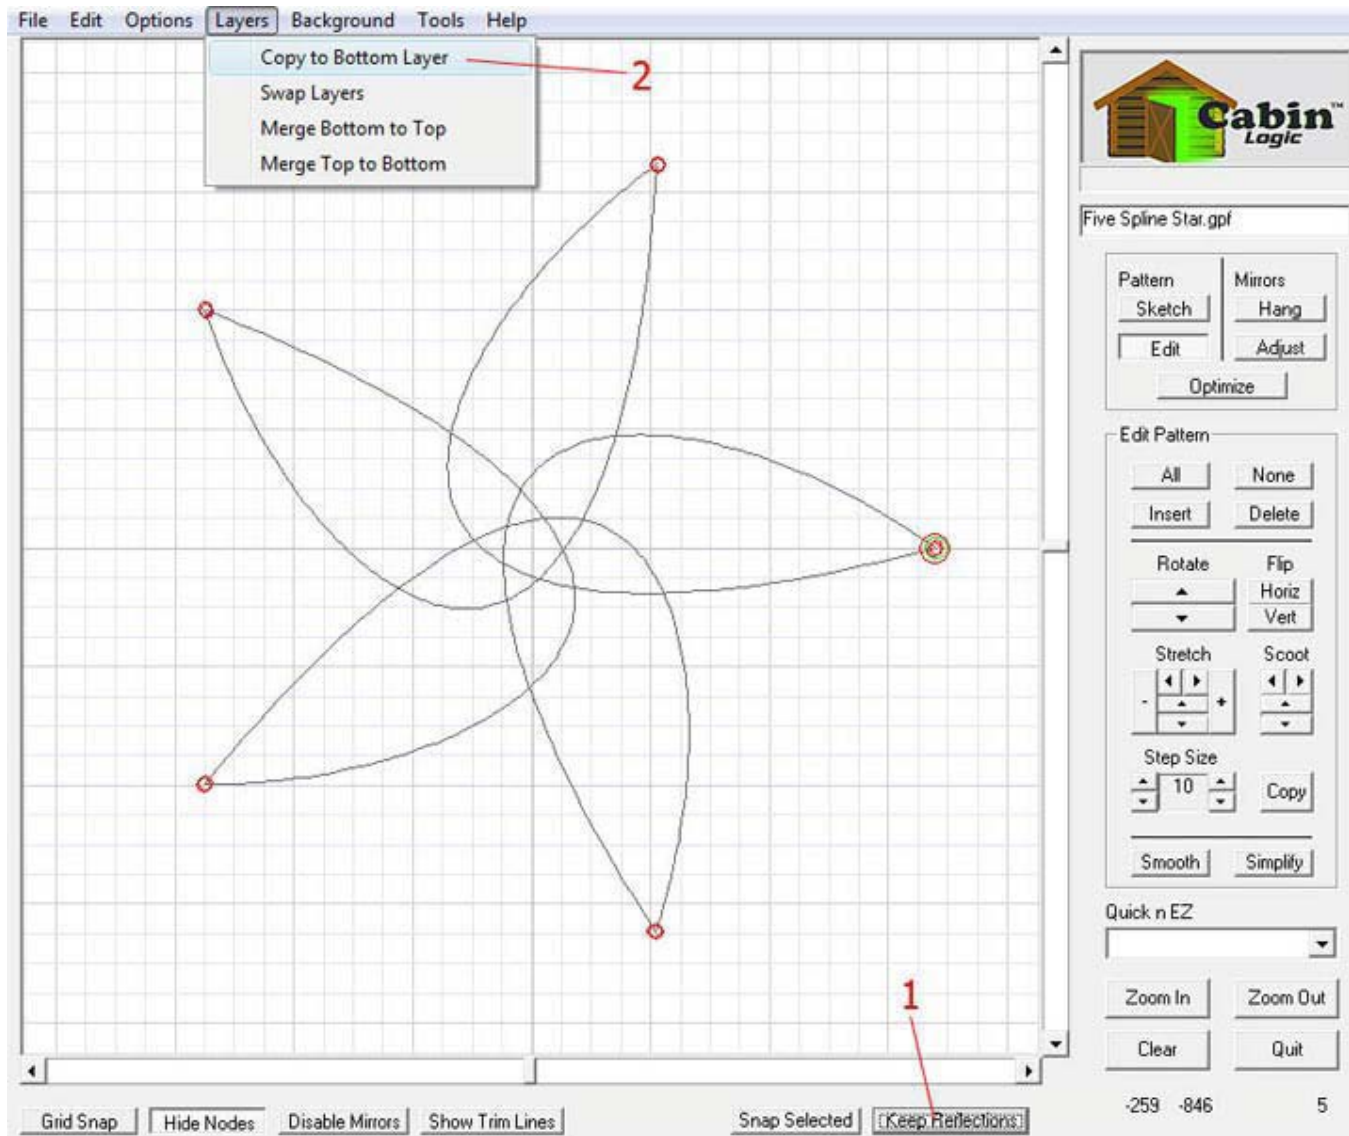 File Edit Options Layers Background Tools Help
Copy to Bottom Layer
2
Swap Layers
Merge Bottom to Top
Merge Top to Bottom
Cabin™
Logic
Five Spline Star.gpf
Pattern Mirrors
Sketch Hang
Edit Adjust
Optimize
Edit Pattern
All None
Insert Delete
Rotate Flip
Horiz
Vert
Stretch Scoot
- +
Step Size
10 Copy
Smooth Simplify
Quick n EZ
1
Zoom In Zoom Out
Clear Quit
-259 -846 5
Grid Snap Hide Nodes Disable Mirrors Show Trim Lines Snap Selected Keep Reflections